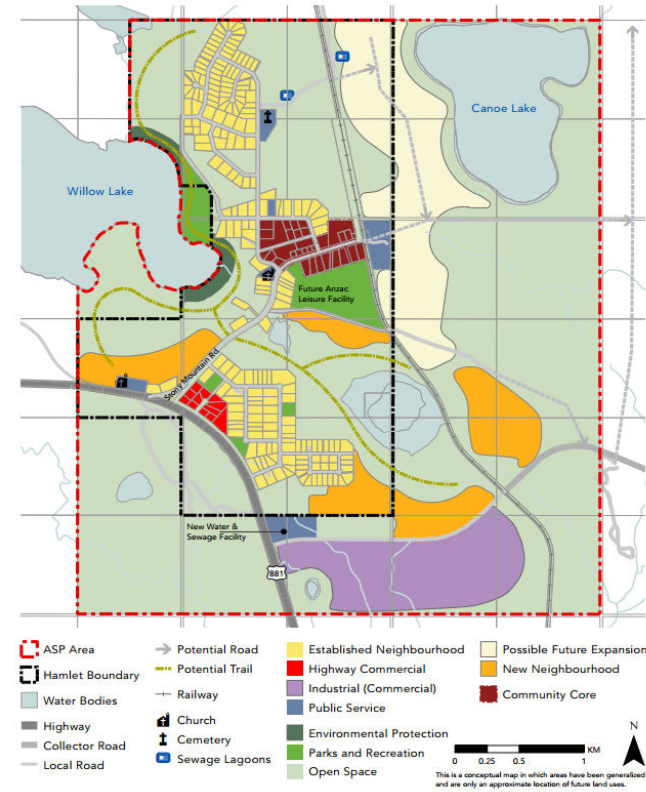 Canoe Lake
Willow Lake
Future Anzac
Leisure Facility
Stony Mountain Rd
New Water &
Sewage Facility
881
ASP Area
Hamlet Boundary
Water Bodies
Highway
Collector Road
Local Road
Potential Road
Potential Trail
Railway
Church
Cemetery
Sewage Lagoons
Established Neighbourhood
Highway Commercial
Industrial (Commercial)
Public Service
Environmental Protection
Parks and Recreation
Open Space
Possible Future Expansion
New Neighbourhood
Community Core
N
KM
0 0.25 0.5 1
This is a conceptual map in which areas have been generalized
and are only an approximate location of future land uses.